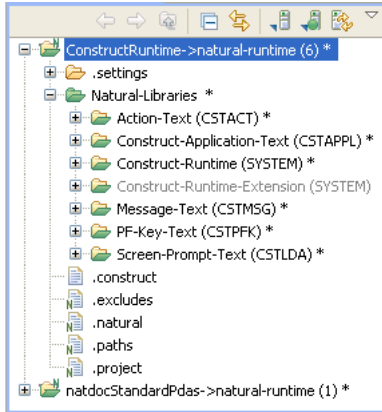 ConstructRuntime->natural-runtime (6) *
.settings
Natural-Libraries *
Action-Text (CSTACT) *
Construct-Application-Text (CSTAPPL) *
Construct-Runtime (SYSTEM) *
Construct-Runtime-Extension (SYSTEM)
Message-Text (CSTMSG) *
PF-Key-Text (CSTPFK) *
Screen-Prompt-Text (CSTLDA) *
.construct
.excludes
.natural
.paths
.project
natdocStandardPdas->natural-runtime (1) *